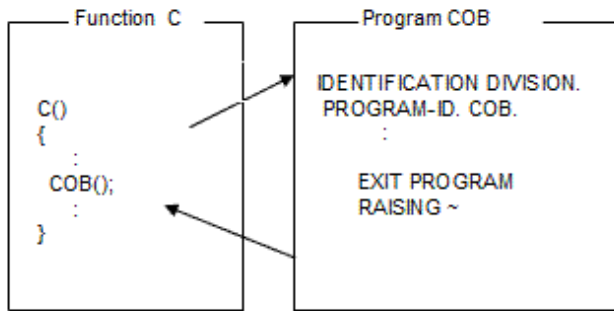 Function C
C()
{
:
COB();
:
}
Program COB
IDENTIFICATION DIVISION.
PROGRAM-ID. COB.
:
EXIT PROGRAM
RAISING ~